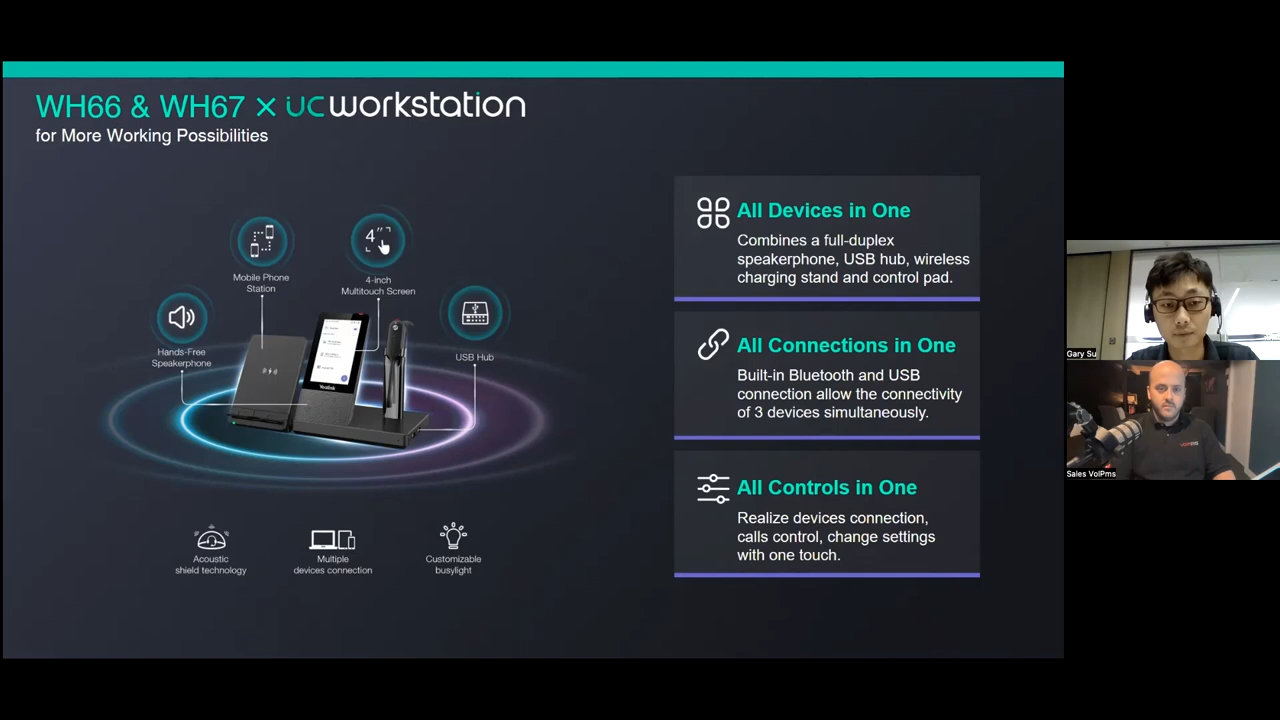 WH66 & WH67 × UC workstation
for More Working Possibilities
Mobile Phone
Station
4"
4-inch
Multitouch Screen
Hands-Free
Speakerphone
USB Hub
Yealink
Acoustic
shield technology
Multiple
devices connection
Customizable
busylight
All Devices in One
Combines a full-duplex
speakerphone, USB hub, wireless
charging stand and control pad.
All Connections in One
Built-in Bluetooth and USB
connection allow the connectivity
of 3 devices simultaneously.
All Controls in One
Realize devices connection,
calls control, change settings
with one touch.
Gary Su
Sales VoIPms